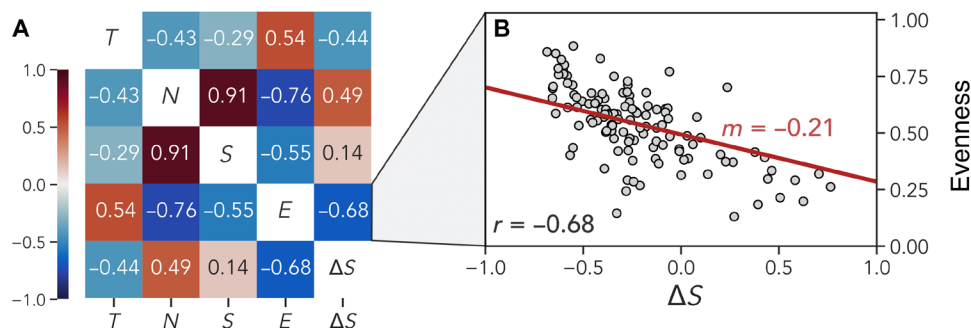 A
T −0.43 −0.29 0.54 −0.44
−0.43 N 0.91 −0.76 0.49
−0.29 0.91 S −0.55 0.14
0.54 −0.76 −0.55 E −0.68
−0.44 0.49 0.14 −0.68 ΔS
T N S E ΔS
1.0
0.5
0.0
−0.5
−1.0
B
m = −0.21
r = −0.68
1.00
0.75
0.50
0.25
0.00
Evenness
−1.0 −0.5 0.0 0.5 1.0
ΔS